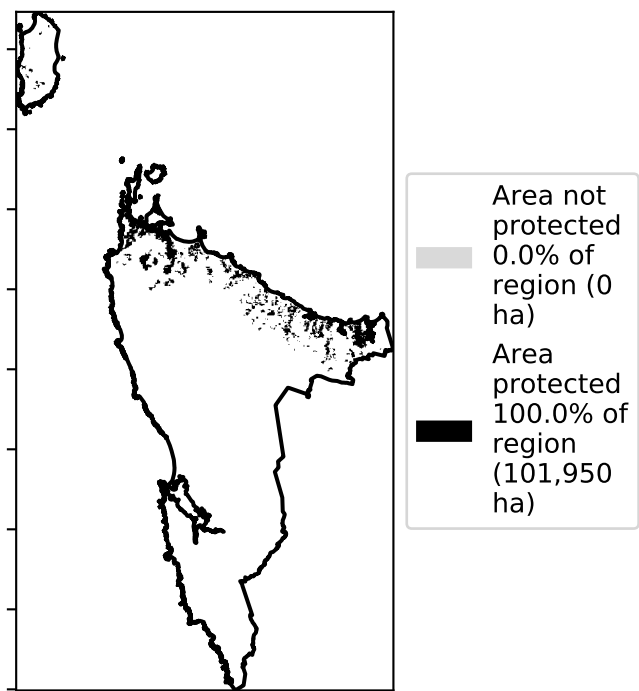 Area not
protected
0.0% of
region (0
ha)
Area
protected
100.0% of
region
(101,950
ha)